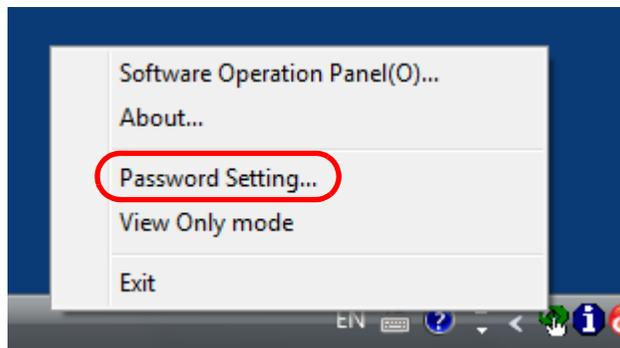 Software Operation Panel(O)...
About...
Password Setting...
View Only mode
Exit
EN